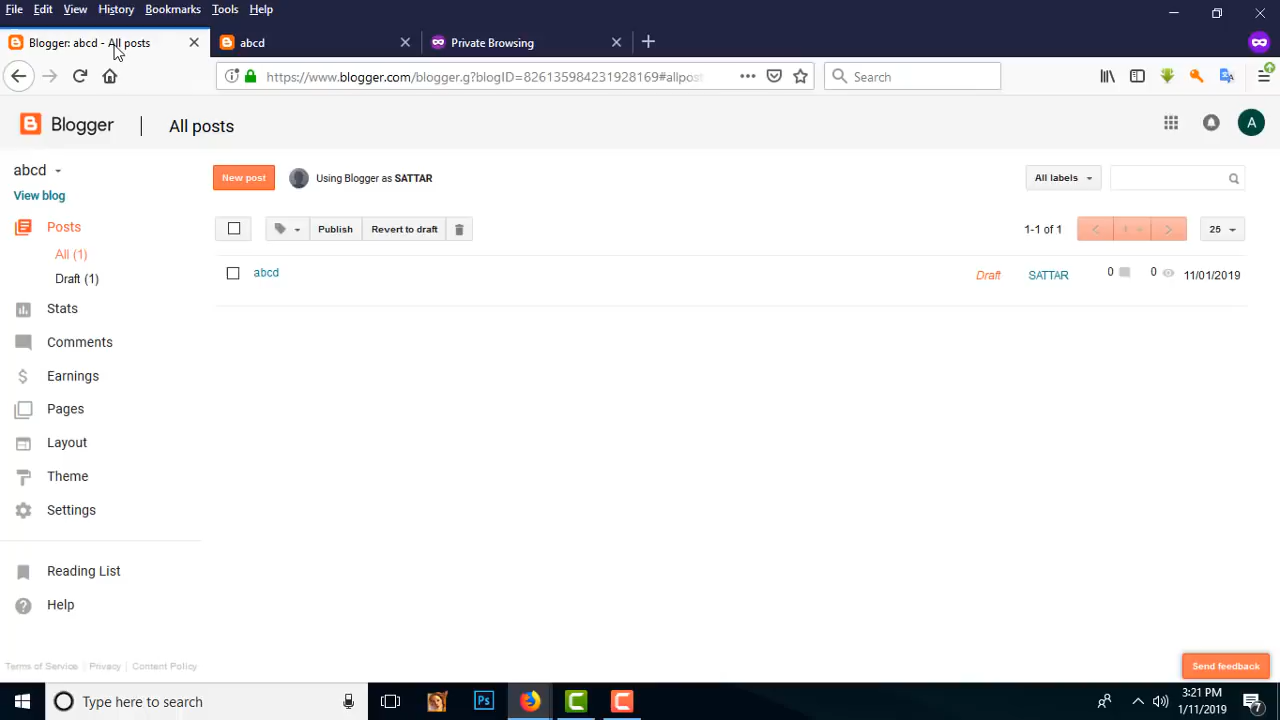 File Edit View History Bookmarks Tools Help
Blogger: abcd - All posts
abcd
Private Browsing
https://www.blogger.com/blogger.g?blogID=826135984231928169#allpost
Search
Blogger
All posts
A
abcd
View blog
New post
Using Blogger as SATTAR
All labels
Posts
All (1)
Draft (1)
Publish
Revert to draft
1-1 of 1
1
25
abcd
Draft
SATTAR
0
0
11/01/2019
Stats
Comments
Earnings
Pages
Layout
Theme
Settings
Reading List
Help
Terms of Service | Privacy | Content Policy
Send feedback
Type here to search
Ps
3:21 PM
1/11/2019
7